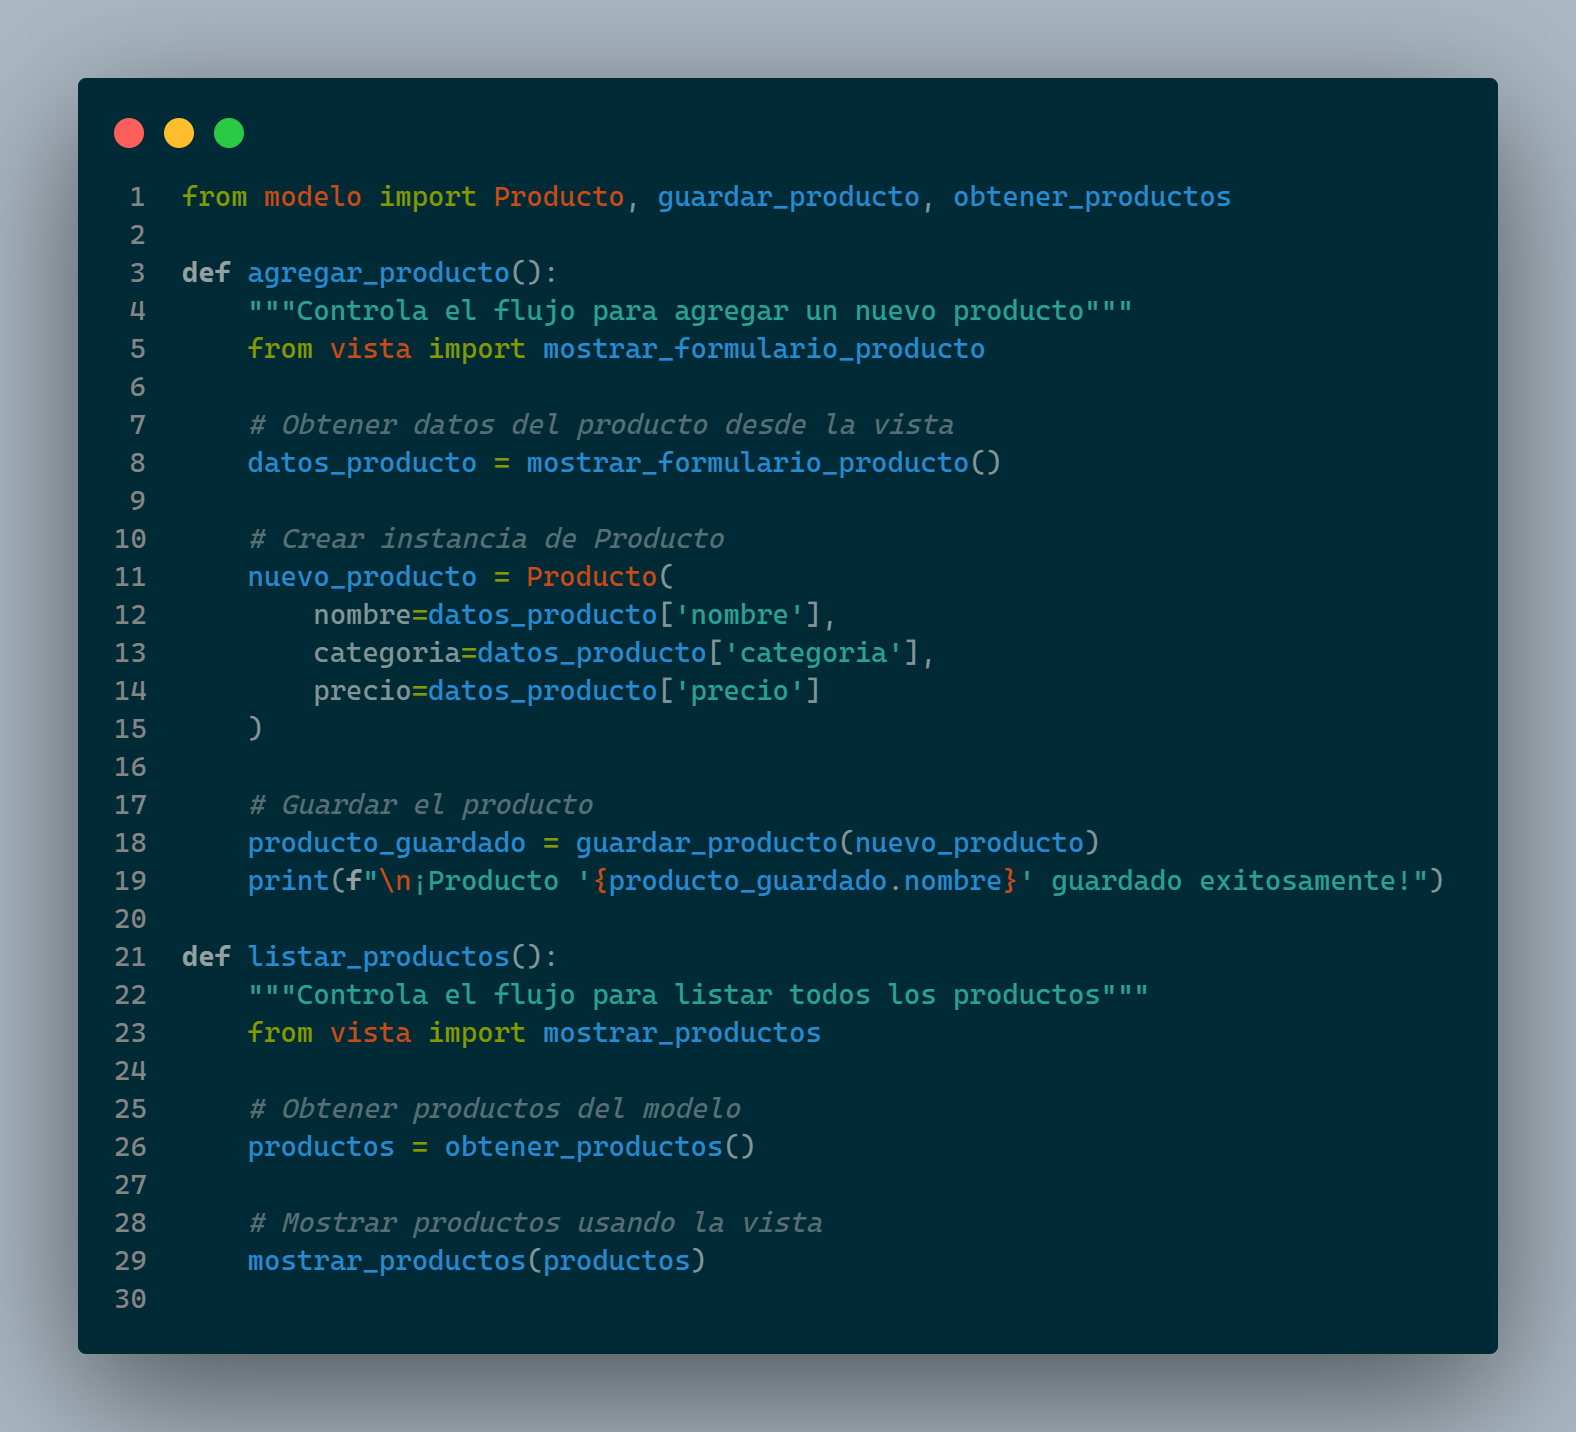 1 from modelo import Producto, guardar_producto, obtener_productos
2
3 def agregar_producto():
4     """Controla el flujo para agregar un nuevo producto"""
5     from vista import mostrar_formulario_producto
6
7     # Obtener datos del producto desde la vista
8     datos_producto = mostrar_formulario_producto()
9
10     # Crear instancia de Producto
11     nuevo_producto = Producto(
12         nombre=datos_producto['nombre'],
13         categoria=datos_producto['categoria'],
14         precio=datos_producto['precio']
15     )
16
17     # Guardar el producto
18     producto_guardado = guardar_producto(nuevo_producto)
19     print(f"\n¡Producto '{producto_guardado.nombre}' guardado exitosamente!")
20
21 def listar_productos():
22     """Controla el flujo para listar todos los productos"""
23     from vista import mostrar_productos
24
25     # Obtener productos del modelo
26     productos = obtener_productos()
27
28     # Mostrar productos usando la vista
29     mostrar_productos(productos)
30